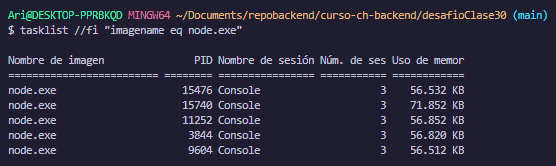 Ari@DESKTOP-PPRBKQD MINGW64 ~/Documents/repobackend/curso-ch-backend/desafioClase30 (main)
$ tasklist //fi "imagename eq node.exe"

Nombre de imagen               PID Nombre de sesión Núm. de ses Uso de memor
========================= ======== ================ =========== ============
node.exe                     15476 Console                    3    56.532 KB
node.exe                     15740 Console                    3    71.852 KB
node.exe                     11252 Console                    3    56.852 KB
node.exe                      3844 Console                    3    56.820 KB
node.exe                      9604 Console                    3    56.512 KB